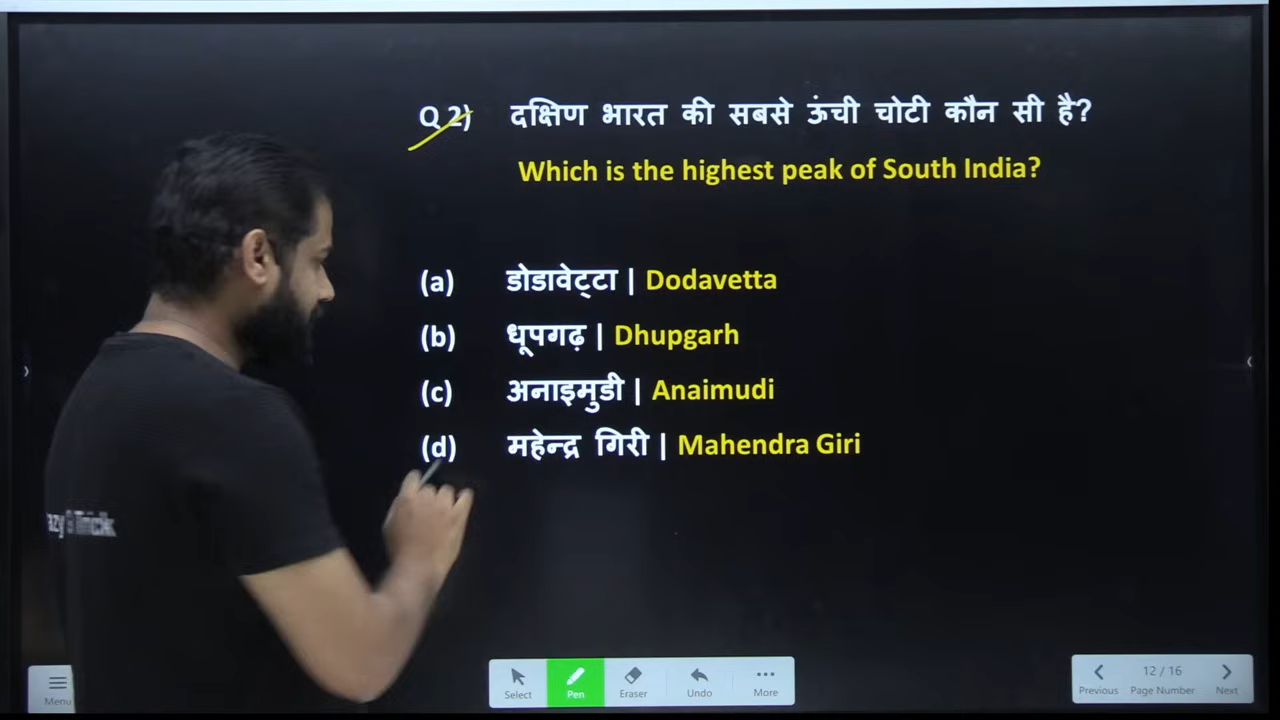 Q 2) दक्षिण भारत की सबसे ऊंची चोटी कौन सी है?
Which is the highest peak of South India?
(a) डोडावेट्टा | Dodavetta
(b) धूपगढ़ | Dhupgarh
(c) अनाइमुडी | Anaimudi
(d) महेन्द्र गिरी | Mahendra Giri
Trick
Menu
Select Pen Eraser Undo More
12 / 16
Previous Page Number Next